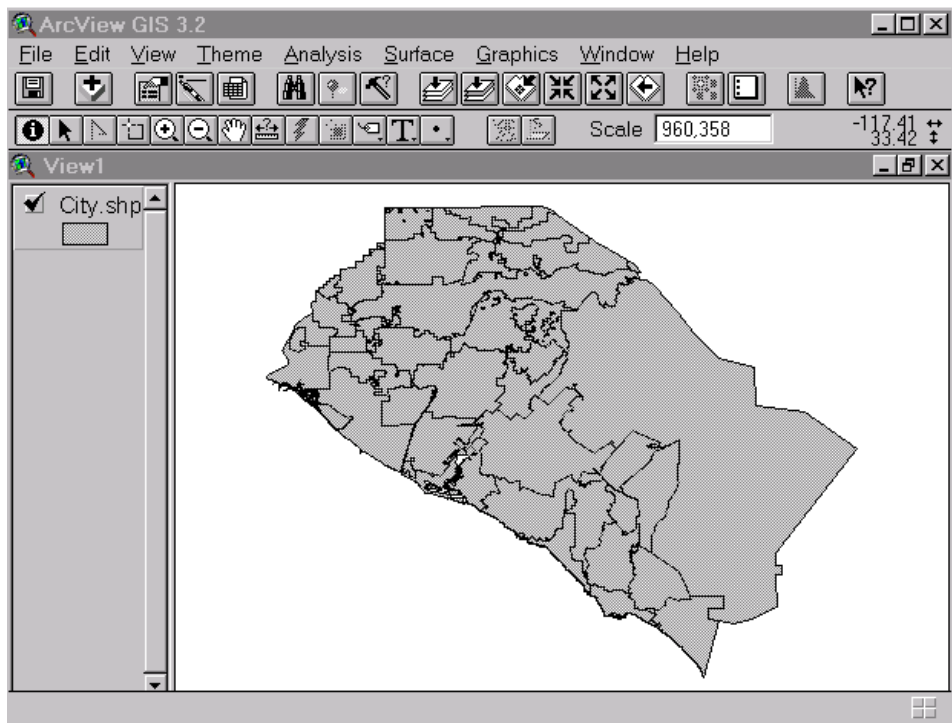 ArcView GIS 3.2
File Edit View Theme Analysis Surface Graphics Window Help
T
Scale 960,358 -117.41
33.42
View1
City.shp